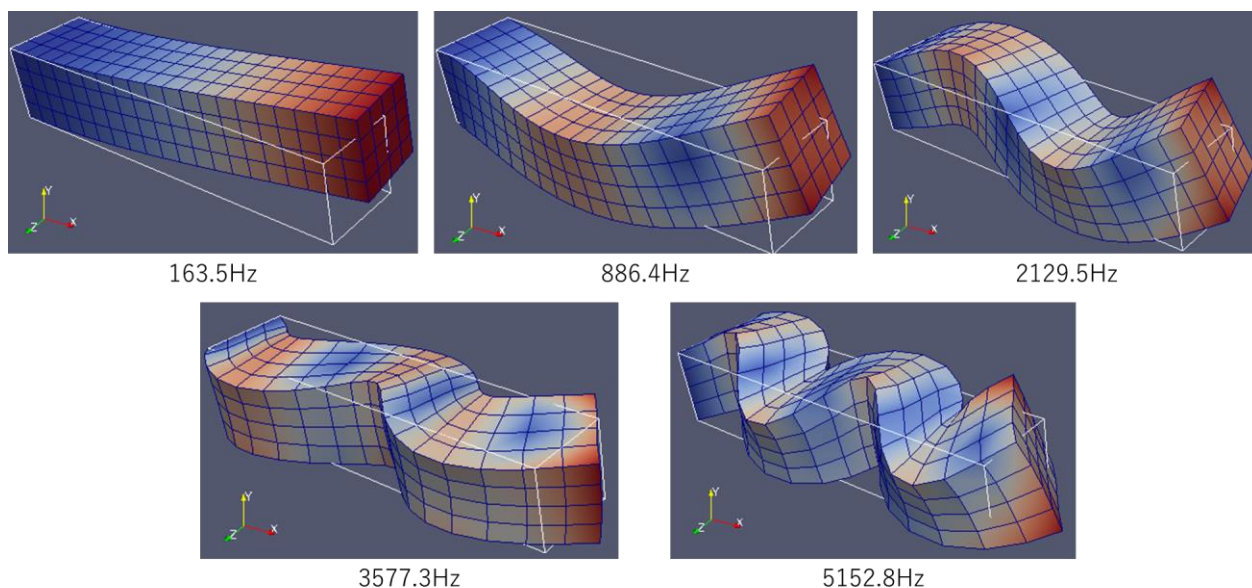 Y
Z X
163.5Hz
Y
Z X
886.4Hz
Y
Z X
2129.5Hz
Y
Z X
3577.3Hz
Y
Z X
5152.8Hz